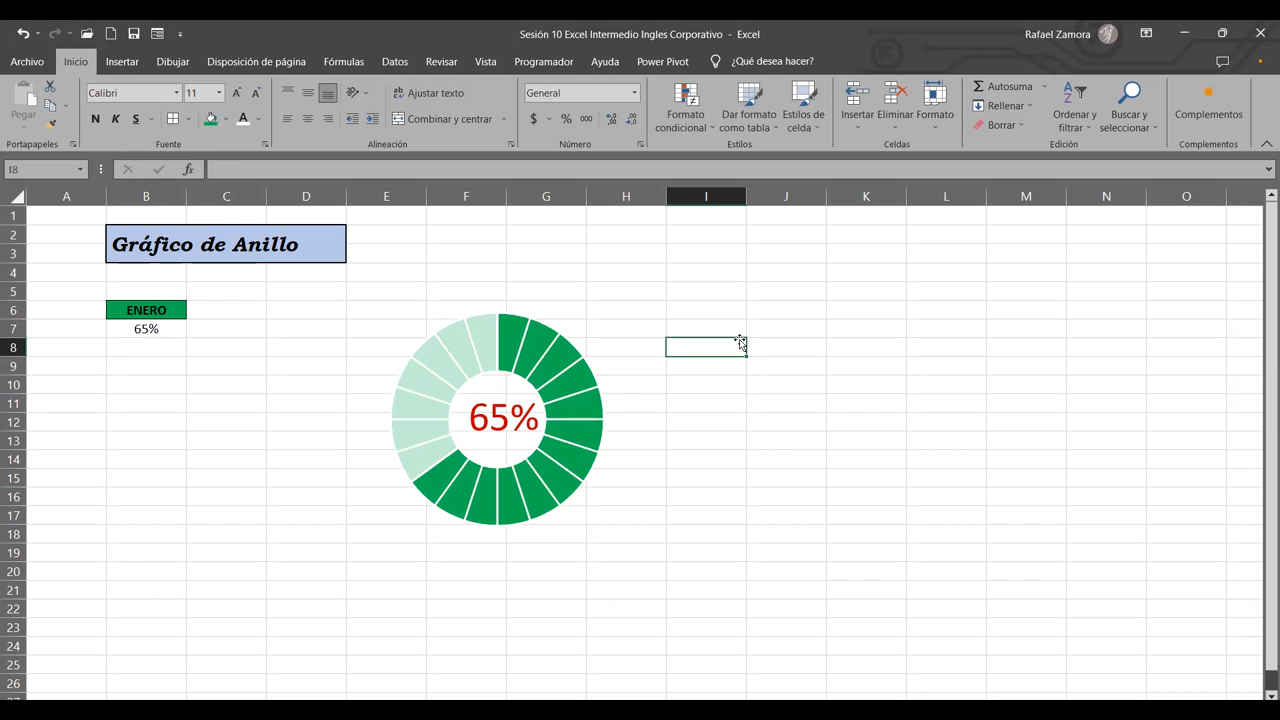 Sesión 10 Excel Intermedio Ingles Corporativo - Excel
Rafael Zamora
Archivo Inicio Insertar Dibujar Disposición de página Fórmulas Datos Revisar Vista Programador Ayuda Power Pivot ¿Qué desea hacer?
Pegar
Calibri 11
N K S
A A
A
Ajustar texto
Combinar y centrar
General
$ % 000
Formato condicional
Dar formato como tabla
Estilos de celda
Insertar Eliminar Formato
Autosuma
Rellenar
Borrar
Ordenar y filtrar
Buscar y seleccionar
Complementos
Portapapeles Fuente Alineación Número Estilos Celdas Edición Complementos
I8 fx
A B C D E F G H I J K L M N O
1
2
3
4
5
6
7
8
9
10
11
12
13
14
15
16
17
18
19
20
21
22
23
24
25
26
Gráfico de Anillo
ENERO
65%
65%